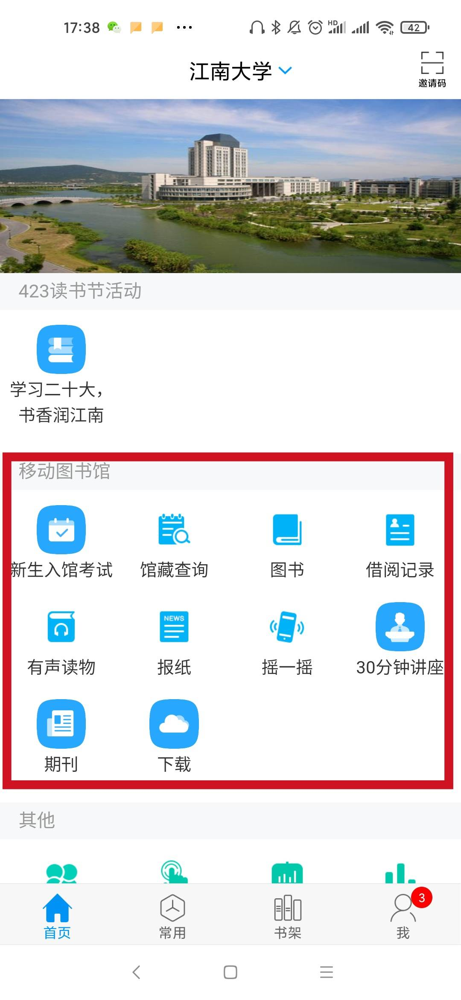 17:38
HD
42
江南大学
邀请码
423读书节活动
学习二十大，
书香润江南
移动图书馆
新生入馆考试 馆藏查询 图书 借阅记录
NEWS
有声读物 报纸 摇一摇 30分钟讲座
期刊 下载
其他
3
首页 常用 书架 我